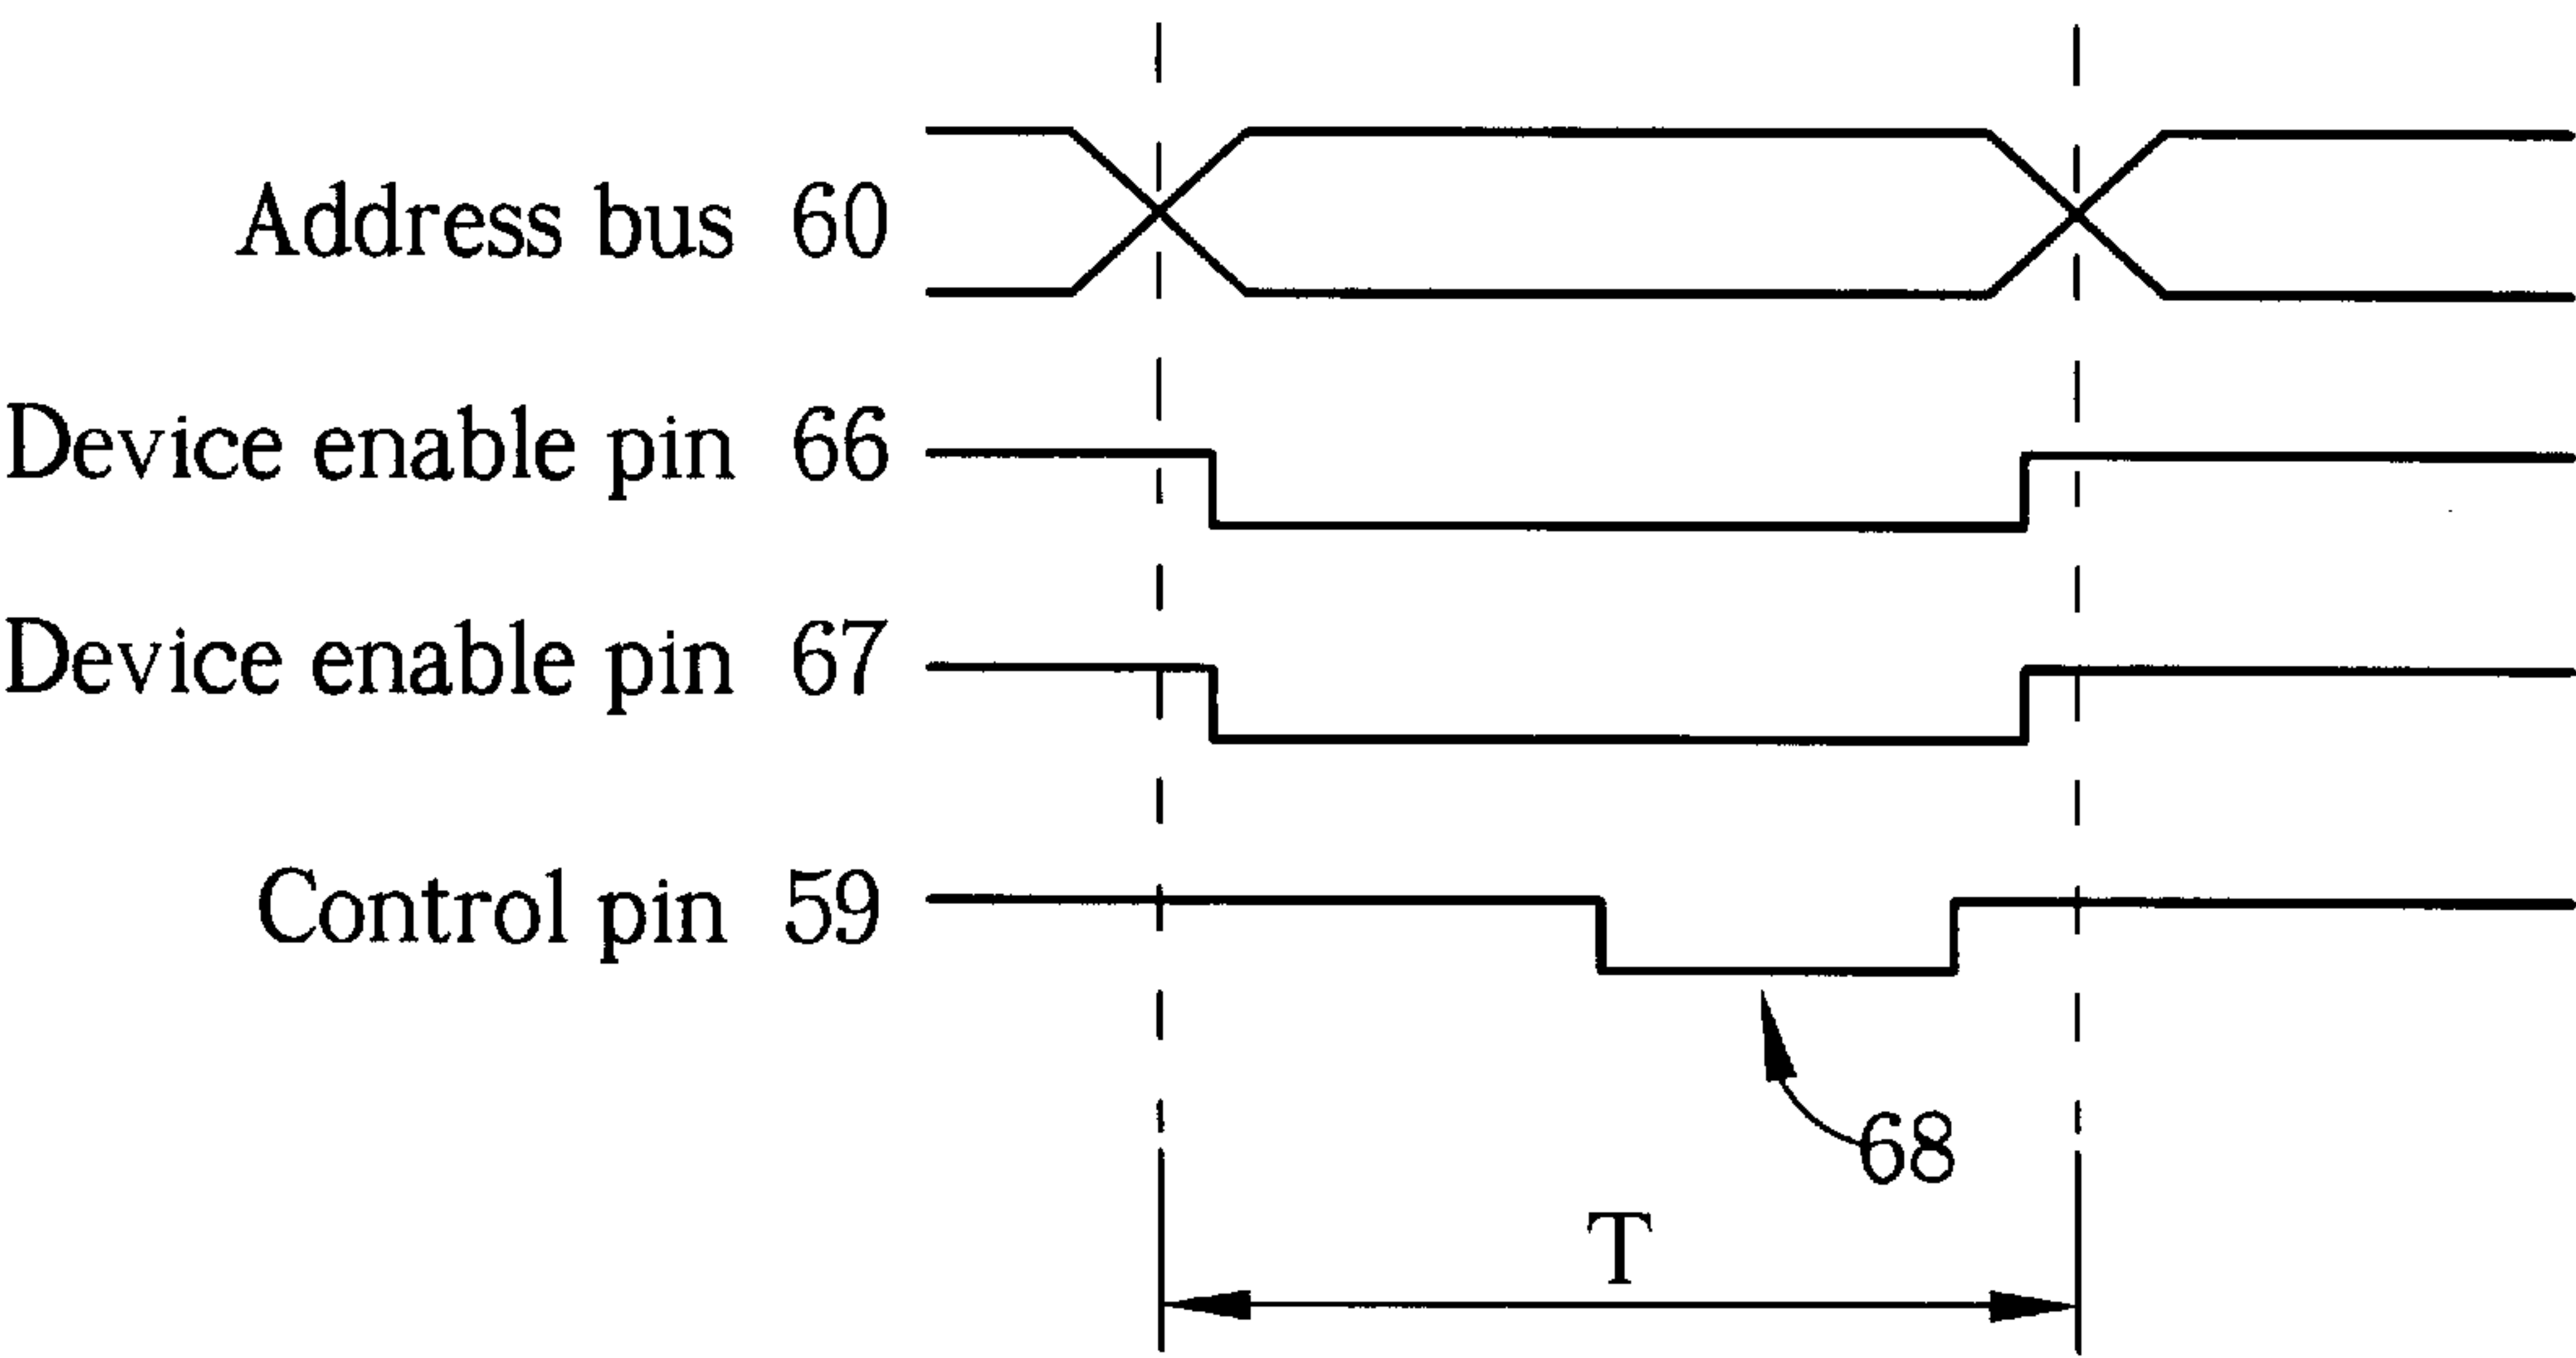 Address bus 60
Device enable pin 66
Device enable pin 67
Control pin 59
68
T